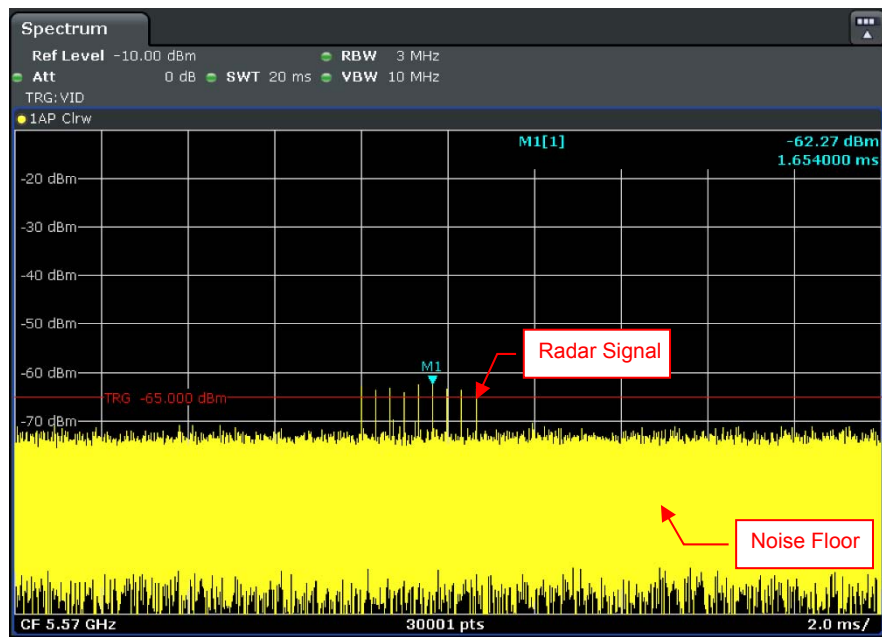 Spectrum
Ref Level -10.00 dBm RBW 3 MHz
Att 0 dB SWT 20 ms VBW 10 MHz
TRG:VID
1AP Clrw
M1[1] -62.27 dBm
1.654000 ms
-20 dBm
-30 dBm
-40 dBm
-50 dBm
Radar Signal
M1
-60 dBm
TRG -65.000 dBm
-70 dBm
Noise Floor
CF 5.57 GHz 30001 pts 2.0 ms/